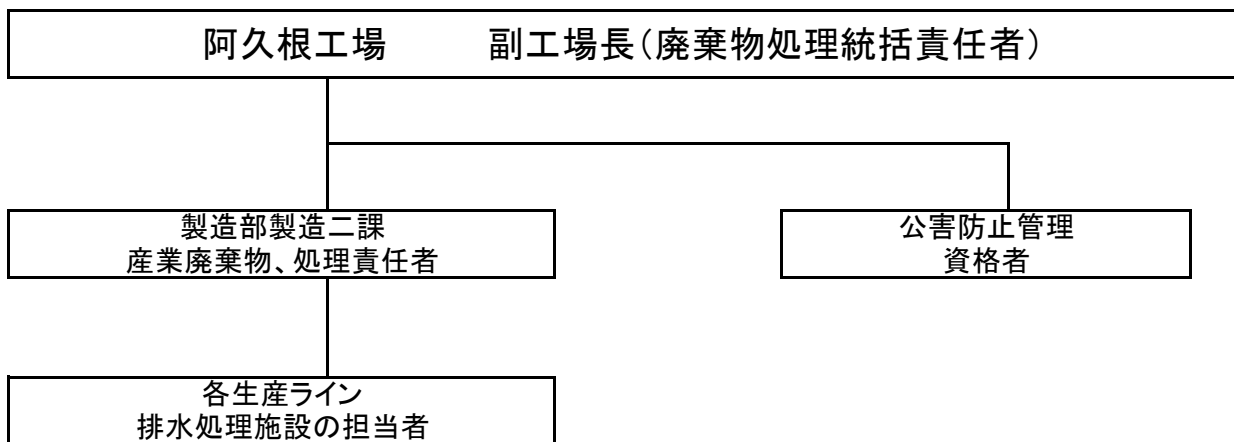 阿久根工場　　　副工場長（廃棄物処理統括責任者）
製造部製造二課
産業廃棄物、処理責任者
公害防止管理
資格者
各生産ライン
排水処理施設の担当者